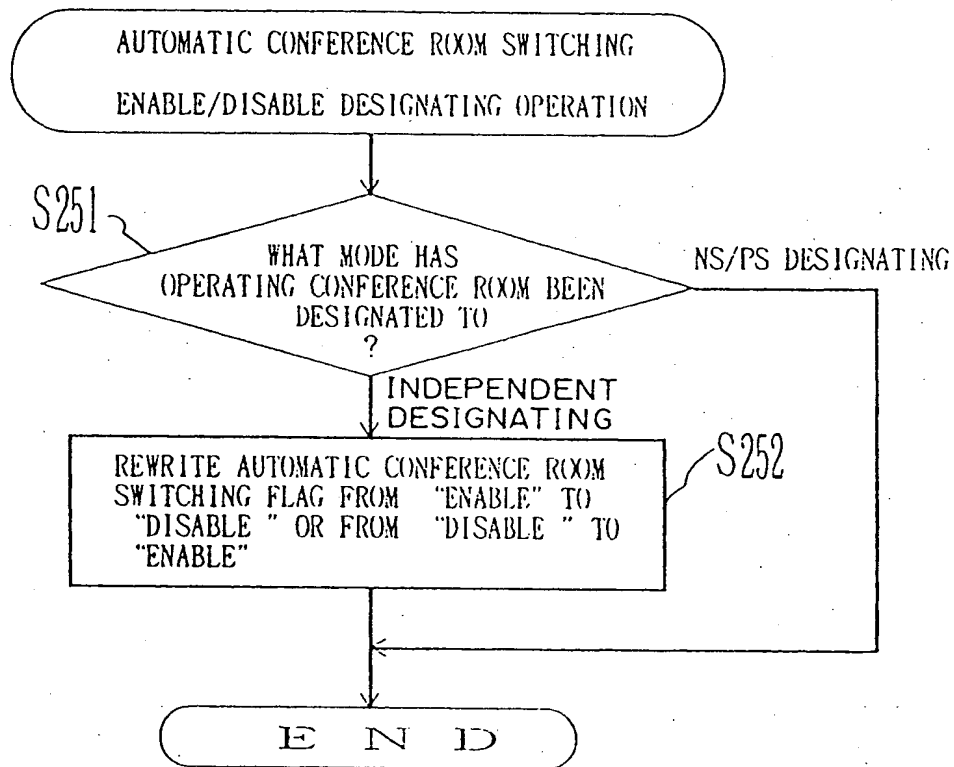 AUTOMATIC CONFERENCE ROOM SWITCHING
ENABLE/DISABLE DESIGNATING OPERATION
S251
WHAT MODE HAS
OPERATING CONFERENCE ROOM BEEN
DESIGNATED TO
?
NS/PS DESIGNATING
INDEPENDENT
DESIGNATING
S252
REWRITE AUTOMATIC CONFERENCE ROOM
SWITCHING FLAG FROM "ENABLE" TO
"DISABLE " OR FROM "DISABLE " TO
"ENABLE"
E N D